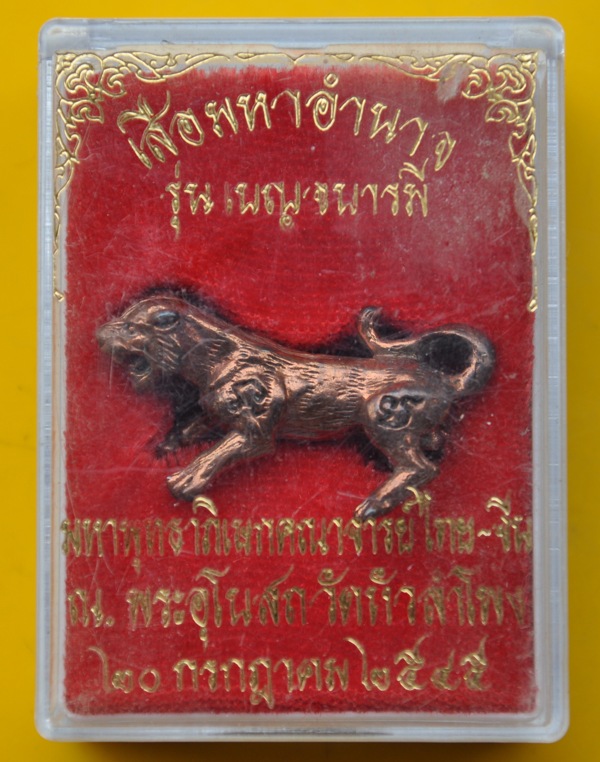 เสือมหาอำนาจ
รุ่น เบญจบารมี
มหาพุทธาภิเษกคณาจารย์ไทย~จีน
ณ. พระอุโบสถ วัดหัวลำโพง
๒๐ กรกฎาคม ๒๕๔๕